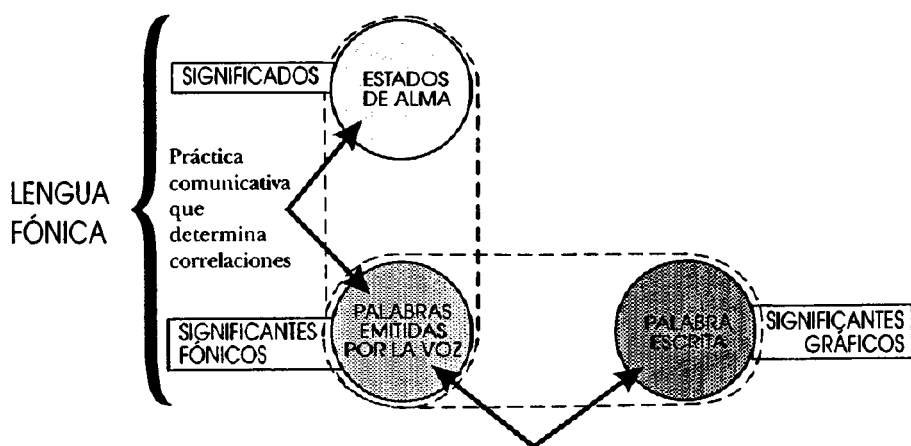 SIGNIFICADOS
ESTADOS
DE ALMA
Práctica
comunicativa
que
determina
correlaciones
LENGUA
FÓNICA
SIGNIFICANTES
FÓNICOS
PALABRAS
EMITIDAS
POR LA VOZ
PALABRA
ESCRITA
SIGNIFICANTES
GRÁFICOS